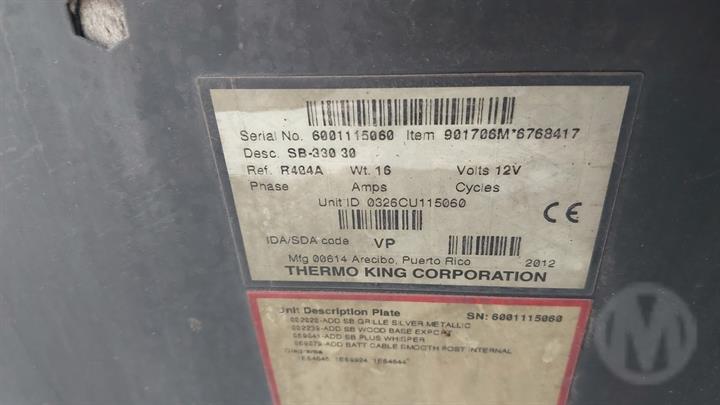 Serial No. 6001115060 Item 901706M*6768417
Desc. SB-330 30
Ref. R404A Wt. 16 Volts 12V
Phase Amps Cycles
Unit ID 0326CU115060
CE
IDA/SDA code VP
Mfg 00614 Arecibo, Puerto Rico 2012
THERMO KING CORPORATION
Unit Description Plate SN: 6001115060
ADD SB GRILLE SILVER METALLIC
ADD SB WOOD BASE EXPORT
ADD SB PLUS WHISPER
ADD BATT CABLE SMOOTH POST INTERNAL
Diagrams
W